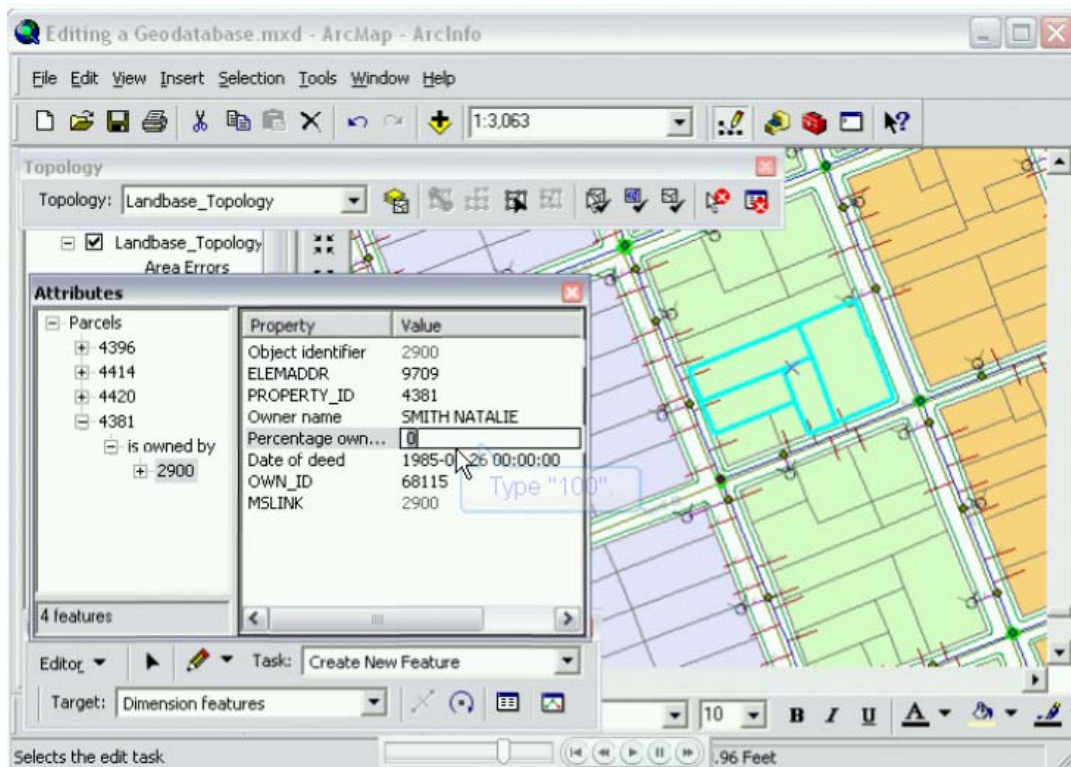 Editing a Geodatabase.mxd - ArcMap - ArcInfo
File Edit View Insert Selection Tools Window Help
1:3,063
Topology
Topology: Landbase_Topology
Landbase_Topology
Area Errors
Attributes
Parcels
4396
4414
4420
4381
is owned by
2900
4 features
Property Value
Object identifier 2900
ELEMADDR 9709
PROPERTY_ID 4381
Owner name SMITH NATALIE
Percentage own... 0
Date of deed 1985-0 26 00:00:00
OWN_ID 68115
MSLINK 2900
Type "100".
Editor Task: Create New Feature
Target: Dimension features
10 B I U A
Selects the edit task .96 Feet